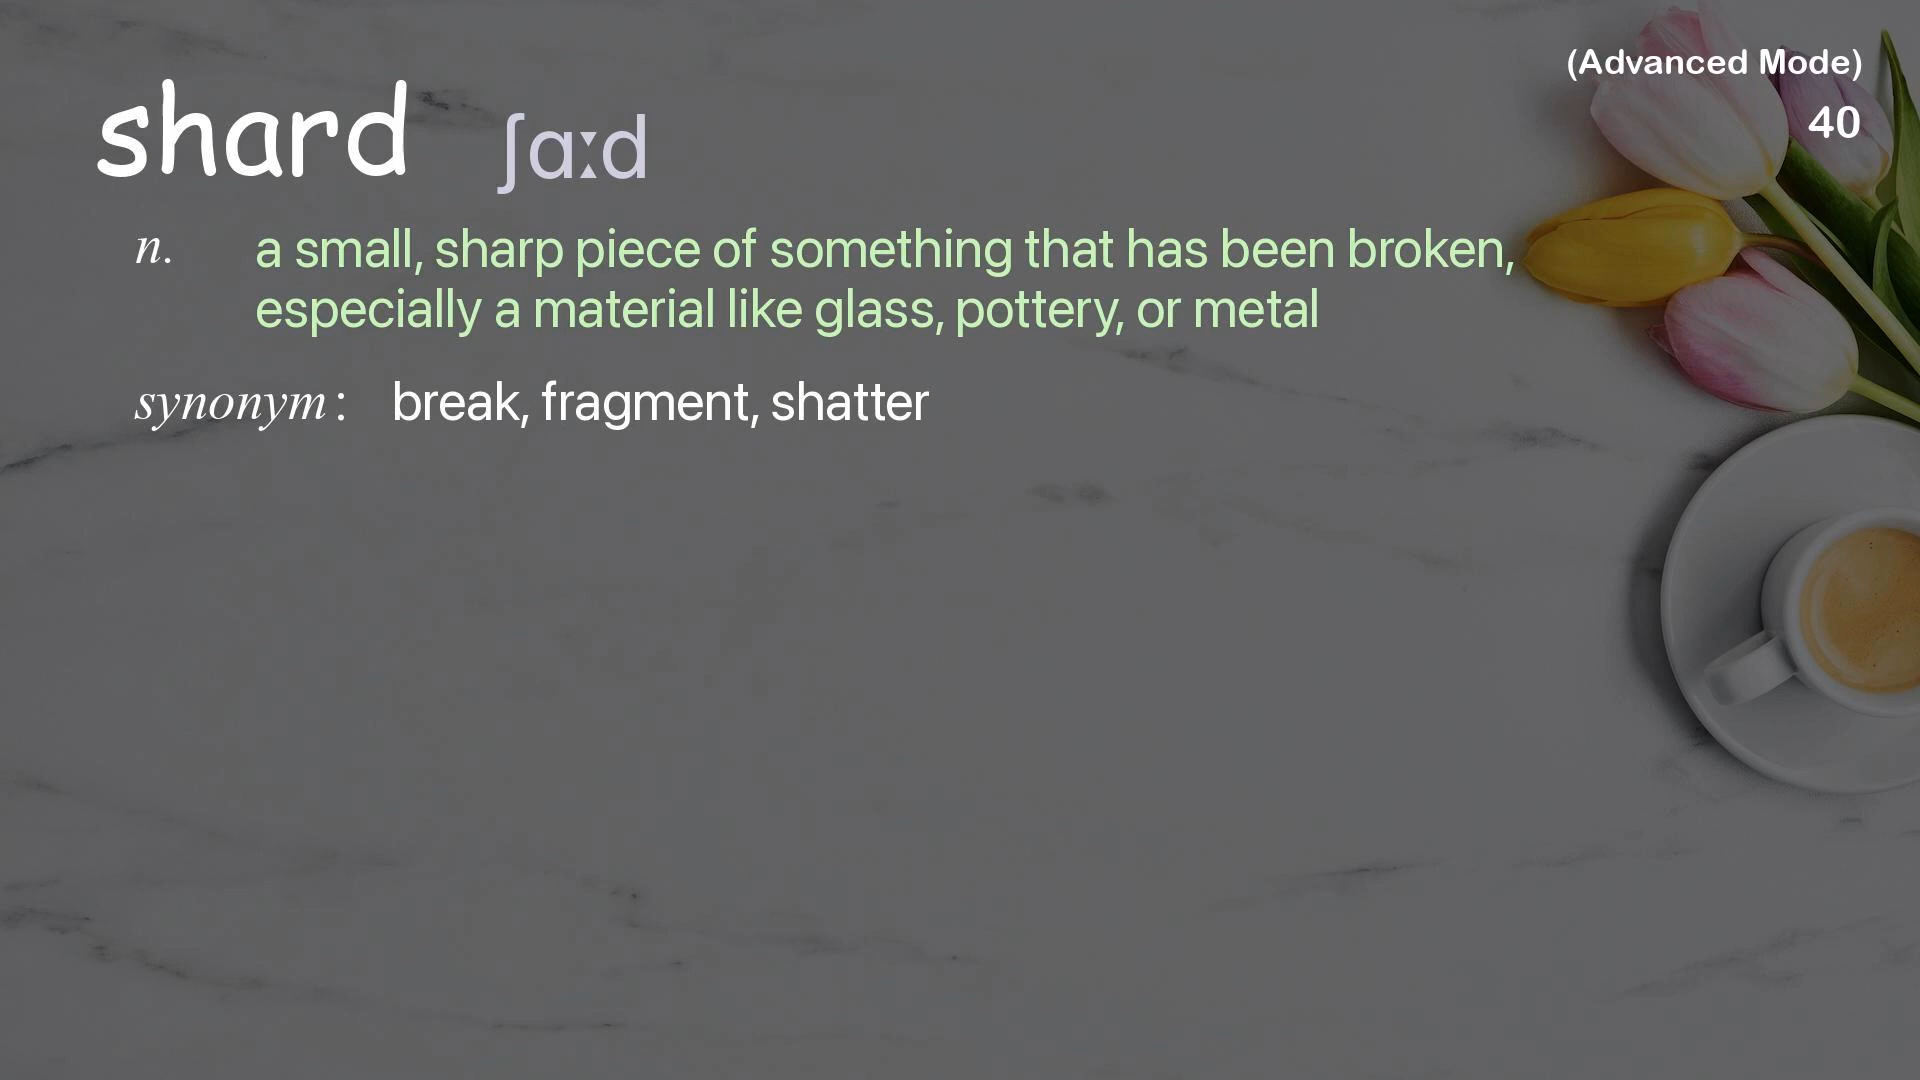 (Advanced Mode)
40
shard ʃɑːd
n. a small, sharp piece of something that has been broken,
especially a material like glass, pottery, or metal
synonym: break, fragment, shatter